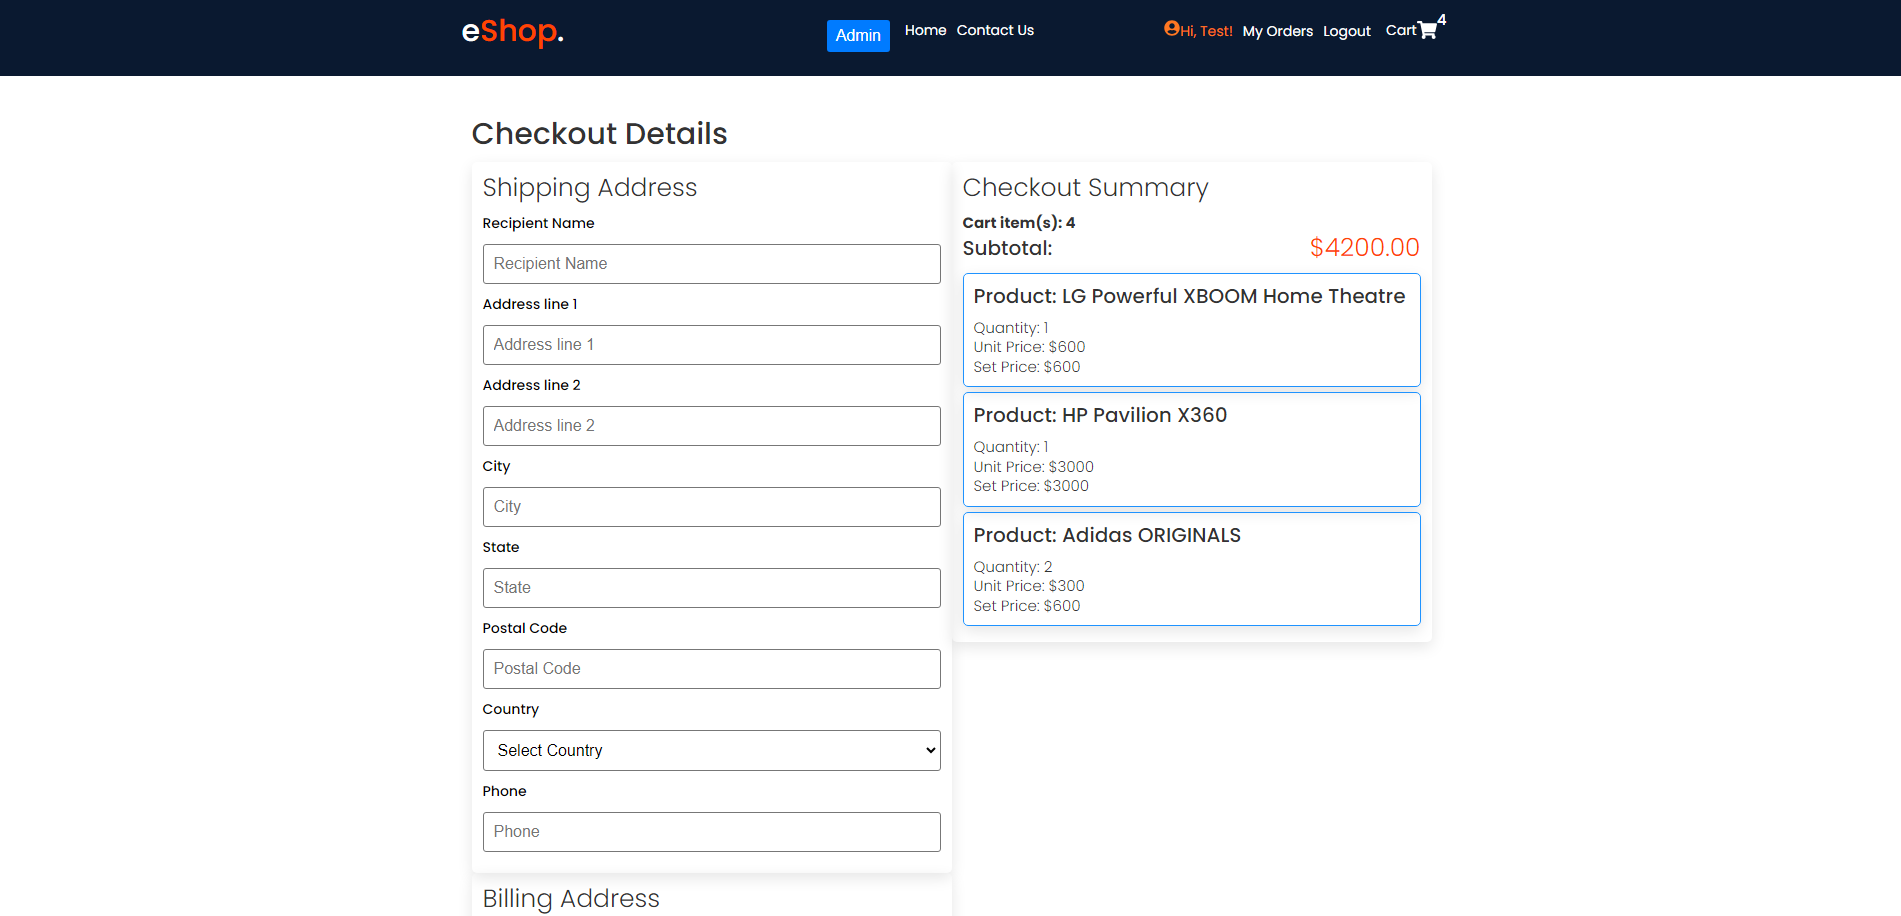 eShop.
Admin
Home
Contact Us
Hi, Test!
My Orders
Logout
Cart
4
Checkout Details
Shipping Address
Recipient Name
Recipient Name
Address line 1
Address line 1
Address line 2
Address line 2
City
City
State
State
Postal Code
Postal Code
Country
Select Country
Phone
Phone
Billing Address
Checkout Summary
Cart item(s): 4
Subtotal: $4200.00
Product: LG Powerful XBOOM Home Theatre
Quantity: 1
Unit Price: $600
Set Price: $600
Product: HP Pavilion X360
Quantity: 1
Unit Price: $3000
Set Price: $3000
Product: Adidas ORIGINALS
Quantity: 2
Unit Price: $300
Set Price: $600